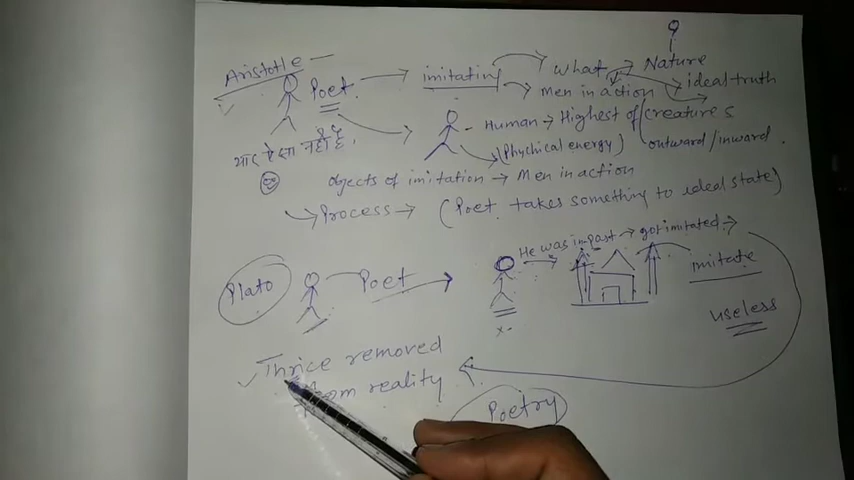 Aristotle —
Poet → imitating → what → Nature
Men in action → ideal truth
Human → Highest of creatures
(Phychical energy) outward/inward
नहीं है.
objects of imitation → Men in action
→ Process → (Poet takes something to ideal state)
He was in past → got imitated →
Plato Poet → imitate
useless
Thrice removed
from reality
Poetry